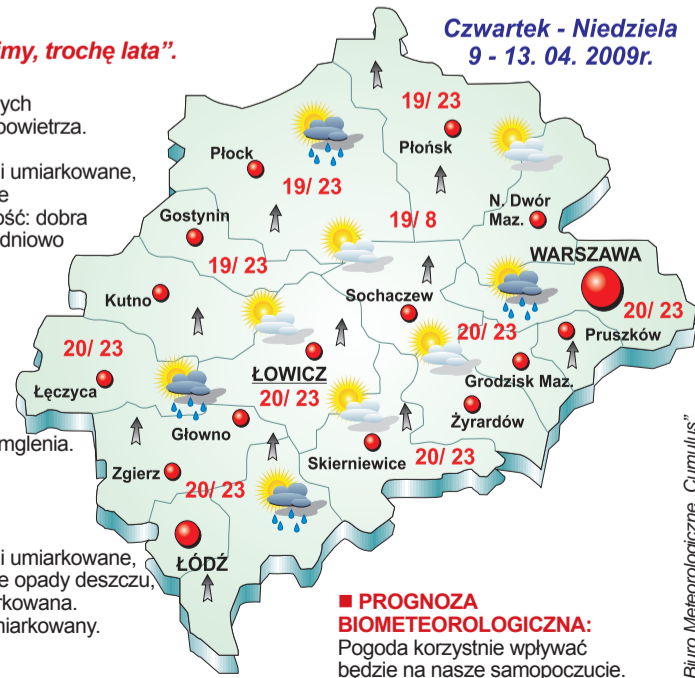 imy, trochę lata”.
Czwartek - Niedziela
9 - 13. 04. 2009r.
ych
powietrza.
i umiarkowane,
e
ość: dobra
dniowo
19/ 23
Płońsk
Płock
19/ 23
N. Dwór
Maz.
Gostynin
19/ 8
WARSZAWA
19/ 23
Kutno
Sochaczew
20/ 23
20/ 23
Pruszków
20/ 23
Łęczyca
ŁOWICZ
20/ 23
Grodzisk Maz.
Żyrardów
Głowno
mglenia.
Zgierz
Skierniewice
20/ 23
20/ 23
ŁÓDŹ
i umiarkowane,
e opady deszczu,
rkowana.
miarkowany.
■ PROGNOZA
BIOMETEOROLOGICZNA:
Pogoda korzystnie wpływać
bedzie na nasze samopoczucie.
Biuro Meteorologiczne „Cumulus”